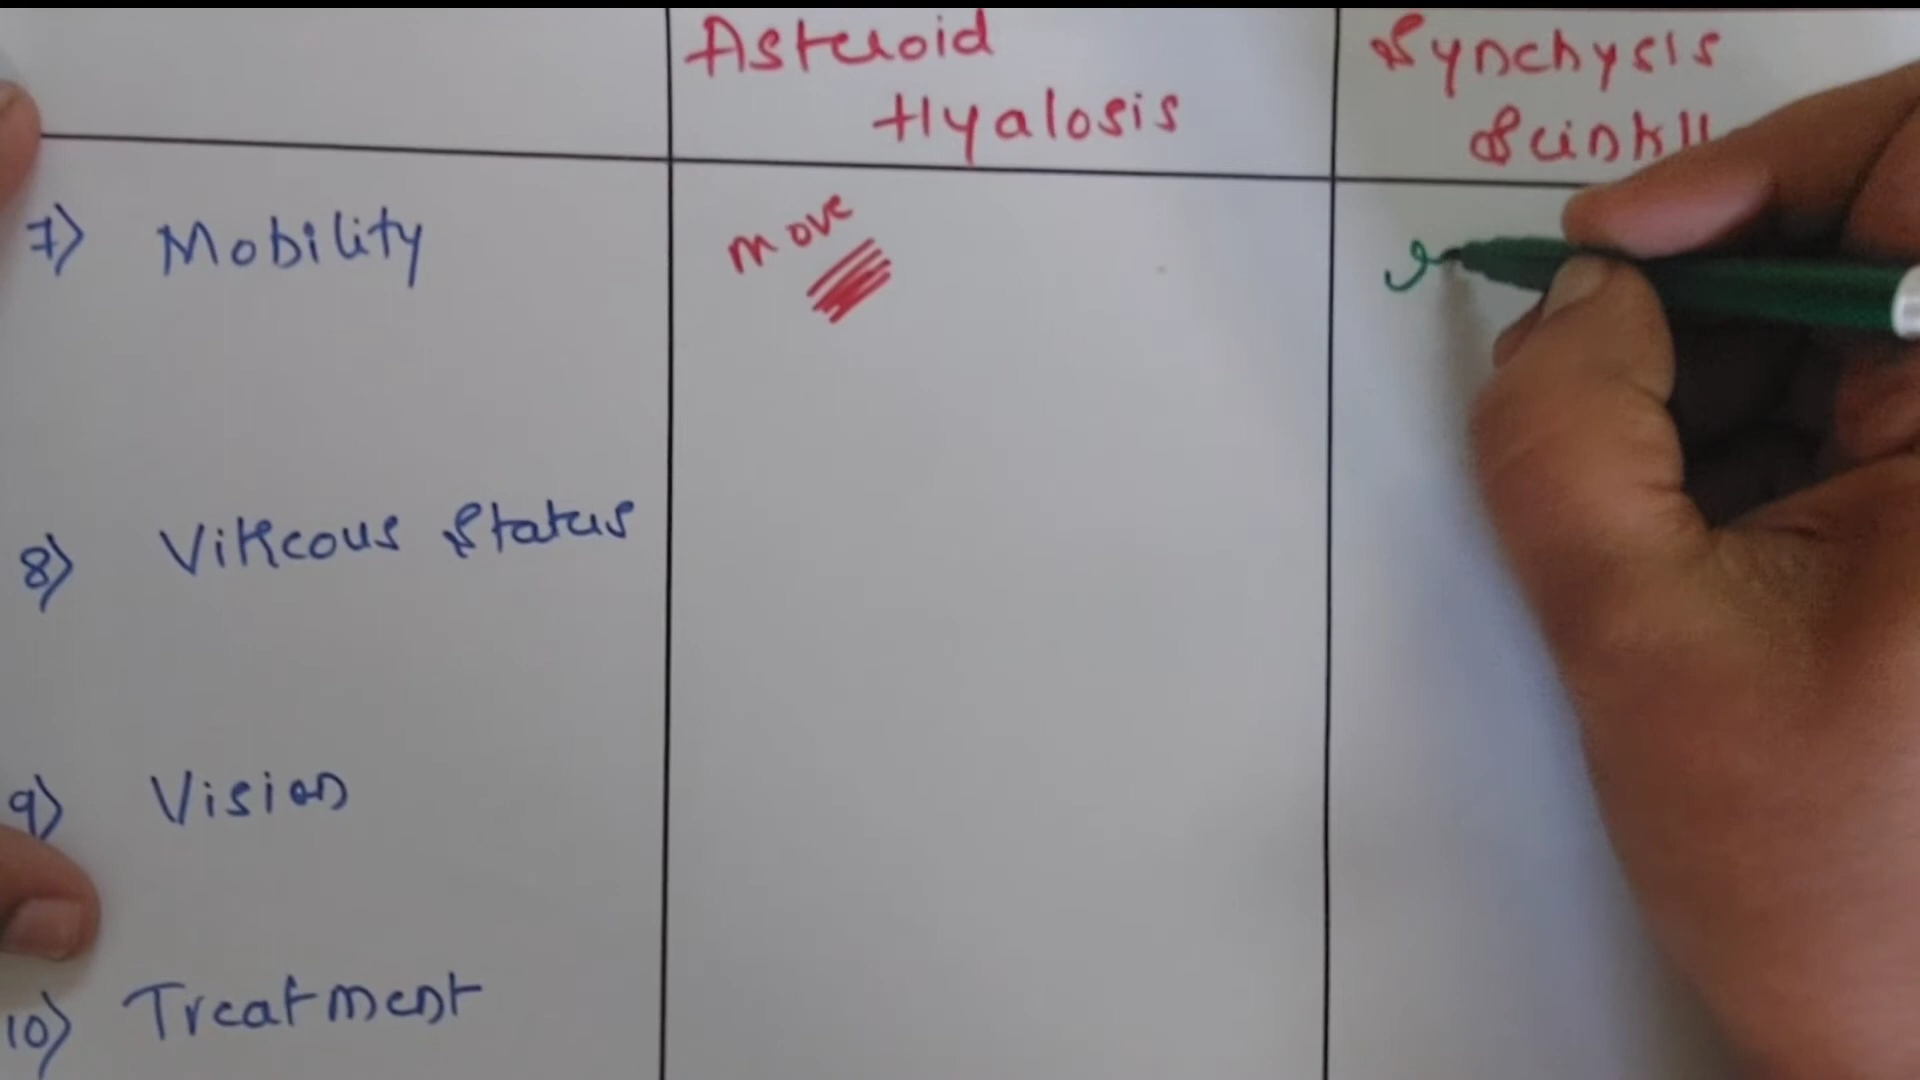 Asteroid
Hyalosis
Synchysis
7) Mobility
move
8) Vitreous Status
9) Vision
10) Treatment